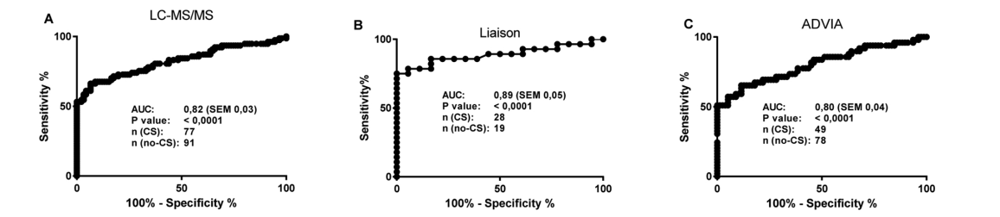 A
LC-MS/MS
100
50
0
Sensitivity %
AUC: 0,82 (SEM 0,03)
P value: < 0,0001
n (CS): 77
n (no-CS): 91
0 50 100
100% - Specificity %
B
Liaison
100
50
0
Sensitivity%
AUC: 0,89 (SEM 0,05)
P value: < 0,0001
n (CS): 28
n (no-CS): 19
0 50 100
100% - Specificity %
C
ADVIA
100
50
0
Sensitivity %
AUC: 0,80 (SEM 0,04)
P value: < 0,0001
n (CS): 49
n (no-CS): 78
0 50 100
100% - Specificity %